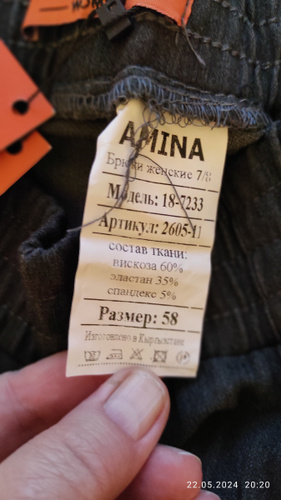 AMINA
Брюки женские 7/8
Модель: 18-7233
Артикул: 2605-11
состав ткани:
вискоза 60%
эластан 35%
спандекс 5%
Размер: 58
Изготовлено в Кыргызстане
22.05.2024 20:20